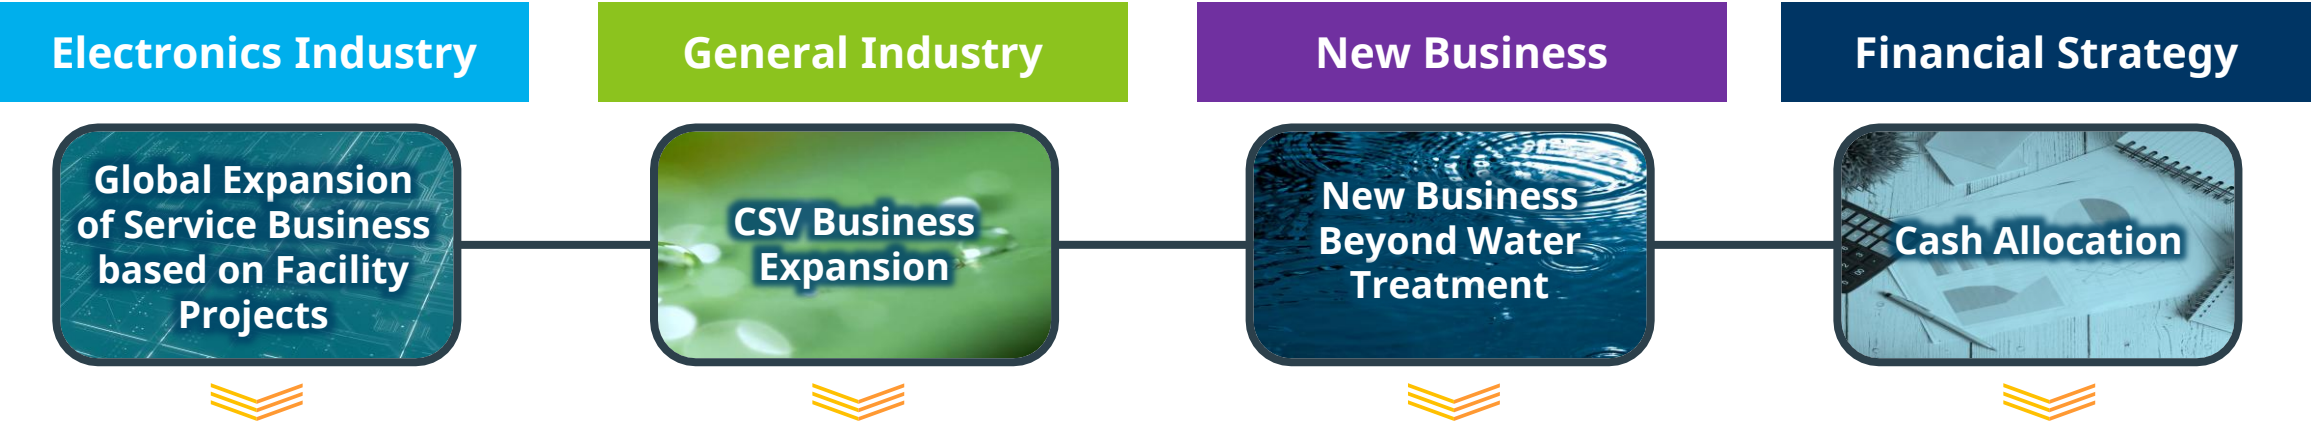 Electronics Industry
General Industry
New Business
Financial Strategy
Global Expansion
of Service Business
based on Facility
Projects
CSV Business
Expansion
New Business
Beyond Water
Treatment
Cash Allocation